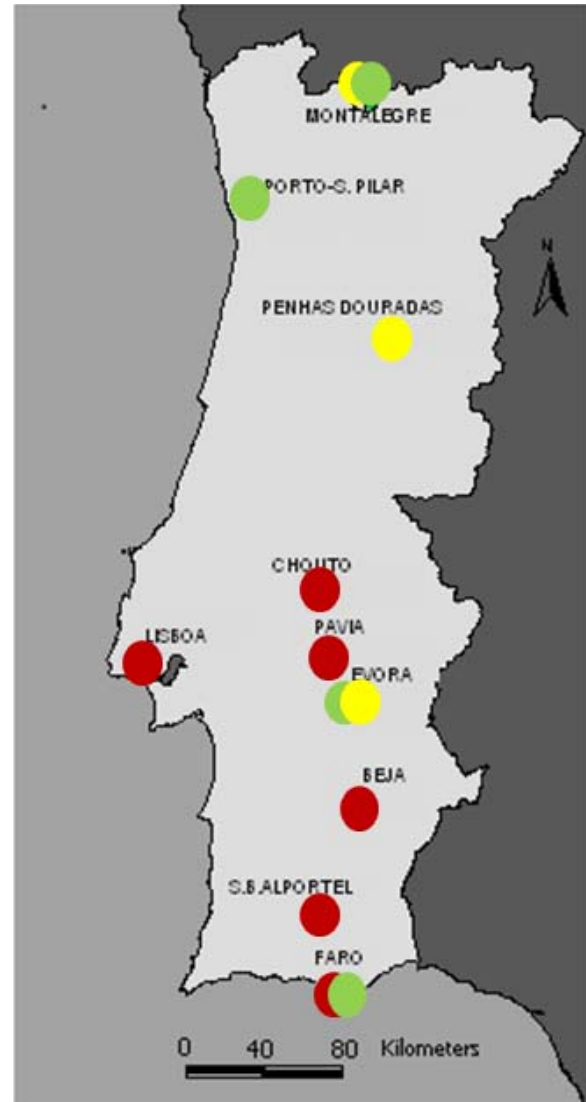 MONTALEGRE
PORTO-S. PILAR
N
PENHAS DOURADAS
CHOUTO
PAVIA
LISBOA
EVORA
BEJA
S.B.ALPORTEL
FARO
0 40 80 Kilometers